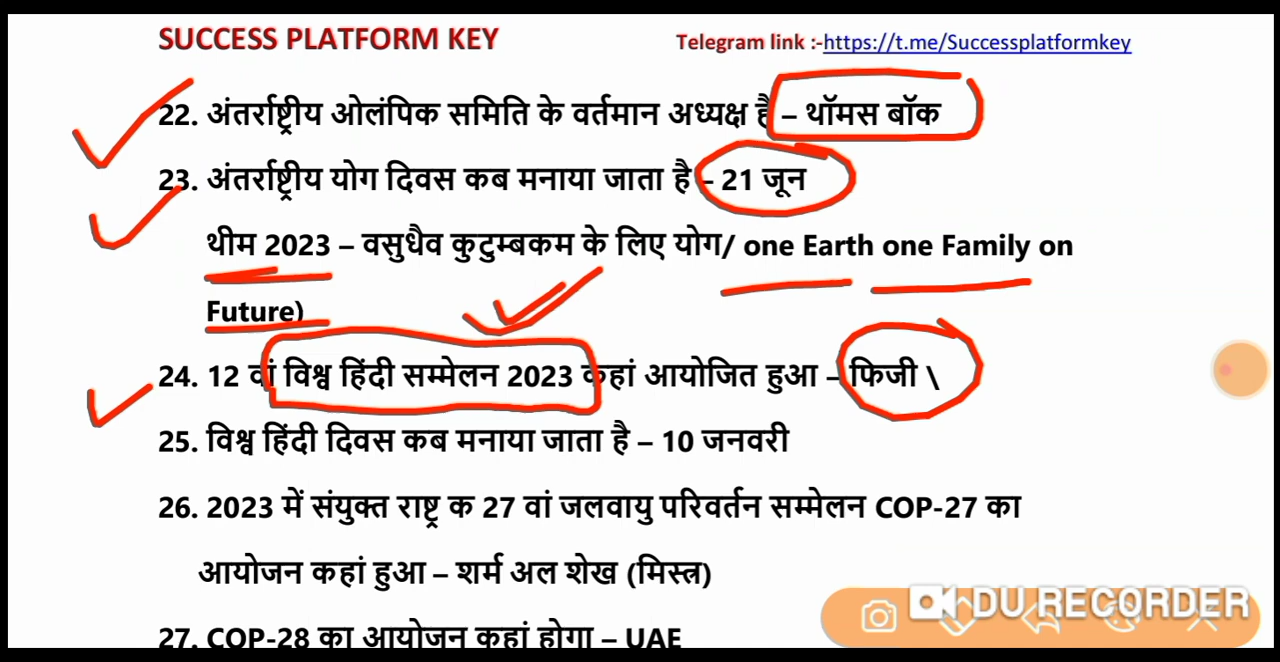 SUCCESS PLATFORM KEY
Telegram link :-https://t.me/Successplatformkey
22. अंतर्राष्ट्रीय ओलंपिक समिति के वर्तमान अध्यक्ष है – थॉमस बॉक
23. अंतर्राष्ट्रीय योग दिवस कब मनाया जाता है – 21 जून
थीम 2023 – वसुधैव कुटुम्बकम के लिए योग/ one Earth one Family on
Future)
24. 12 वां विश्व हिंदी सम्मेलन 2023 कहां आयोजित हुआ – फिजी \
25. विश्व हिंदी दिवस कब मनाया जाता है – 10 जनवरी
26. 2023 में संयुक्त राष्ट्र क 27 वां जलवायु परिवर्तन सम्मेलन COP-27 का
आयोजन कहां हुआ – शर्म अल शेख (मिस्त्र)
27. COP-28 का आयोजन कहां होगा – UAE
DU RECORDER